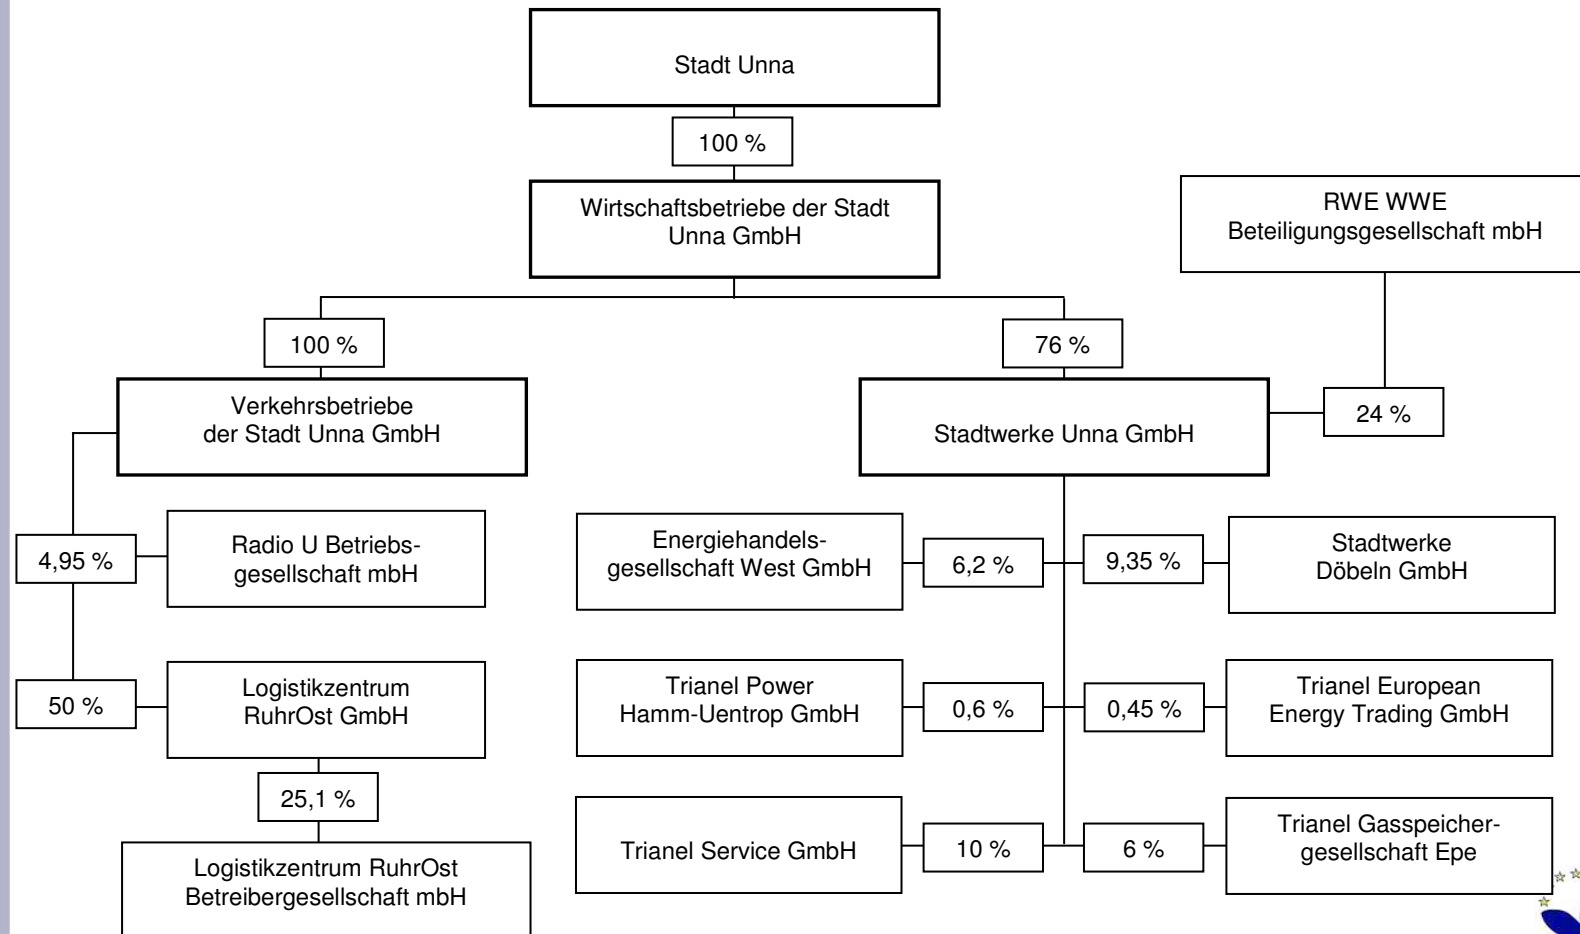 Stadt Unna
100 %
Wirtschaftsbetriebe der Stadt
Unna GmbH
RWE WWE
Beteiligungsgesellschaft mbH
100 %
76 %
24 %
Verkehrsbetriebe
der Stadt Unna GmbH
Stadtwerke Unna GmbH
4,95 %
Radio U Betriebs-
gesellschaft mbH
Energiehandels-
gesellschaft West GmbH
6,2 %
9,35 %
Stadtwerke
Döbeln GmbH
50 %
Logistikzentrum
RuhrOst GmbH
Trianel Power
Hamm-Uentrop GmbH
0,6 %
0,45 %
Trianel European
Energy Trading GmbH
25,1 %
Trianel Service GmbH
10 %
6 %
Trianel Gasspeicher-
gesellschaft Epe
Logistikzentrum RuhrOst
Betreibergesellschaft mbH